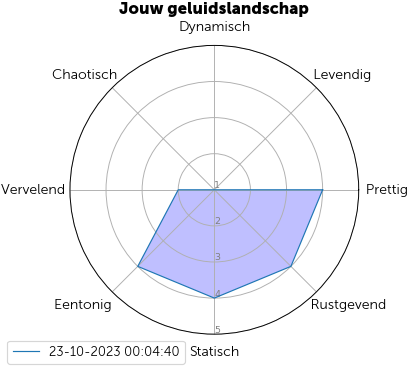 Jouw geluidslandschap
Dynamisch
Chaotisch
Levendig
Vervelend
1
Prettig
2
3
4
Eentonig
Rustgevend
5
23-10-2023 00:04:40
Statisch